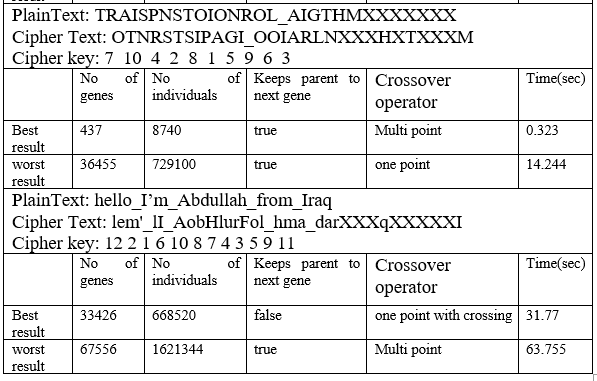 PlainText: TRAISPNSTOIONROL_AIGTHMXXXXXXX
Cipher Text: OTNRSTSIPAGI_OOIARLNXXXHXTXXXM
Cipher key: 7 10 4 2 8 1 5 9 6 3
No of genes No of individuals Keeps parent to next gene Crossover operator Time(sec)
Best result 437 8740 true Multi point 0.323
worst result 36455 729100 true one point 14.244
PlainText: hello_I’m_Abdullah_from_Iraq
Cipher Text: lem'_lI_AobHlurFol_hma_darXXXqXXXXXI
Cipher key: 12 2 1 6 10 8 7 4 3 5 9 11
No of genes No of individuals Keeps parent to next gene Crossover operator Time(sec)
Best result 33426 668520 false one point with crossing 31.77
worst result 67556 1621344 true Multi point 63.755